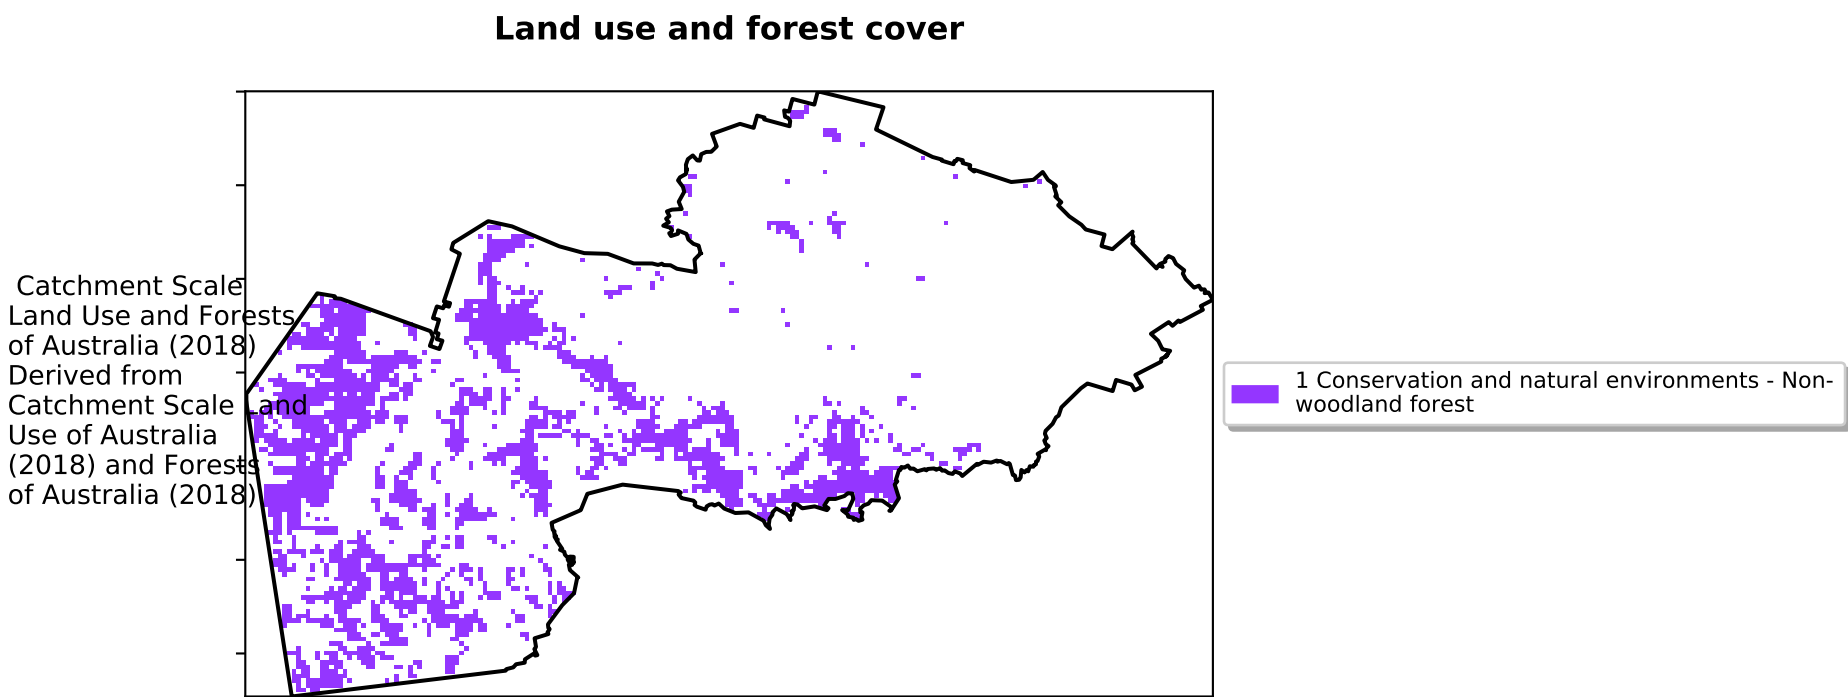 Land use and forest cover
Catchment Scale
Land Use and Forests
of Australia (2018)
Derived from
Catchment Scale Land
Use of Australia
(2018) and Forests
of Australia (2018)
1 Conservation and natural environments - Non-
woodland forest